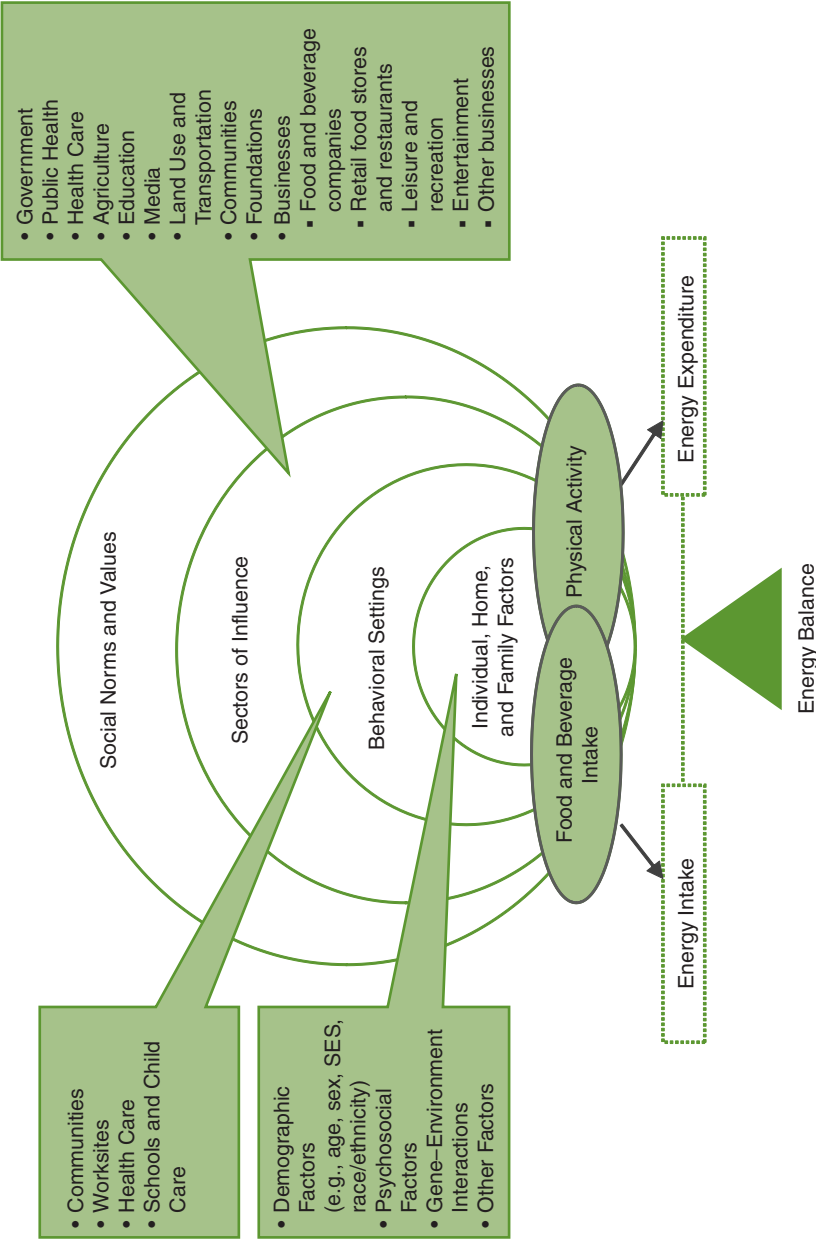 Social Norms and Values
Sectors of Influence
Behavioral Settings
Individual, Home,
and Family Factors
Food and Beverage
Intake
Physical Activity
Energy Intake
Energy Expenditure
Energy Balance
• Communities
• Worksites
• Health Care
• Schools and Child
Care
• Demographic
Factors
(e.g., age, sex, SES,
race/ethnicity)
• Psychosocial
Factors
• Gene–Environment
Interactions
• Other Factors
• Government
• Public Health
• Health Care
• Agriculture
• Education
• Media
• Land Use and
Transportation
• Communities
• Foundations
• Businesses
▪ Food and beverage
companies
▪ Retail food stores
and restaurants
▪ Leisure and
recreation
▪ Entertainment
▪ Other businesses